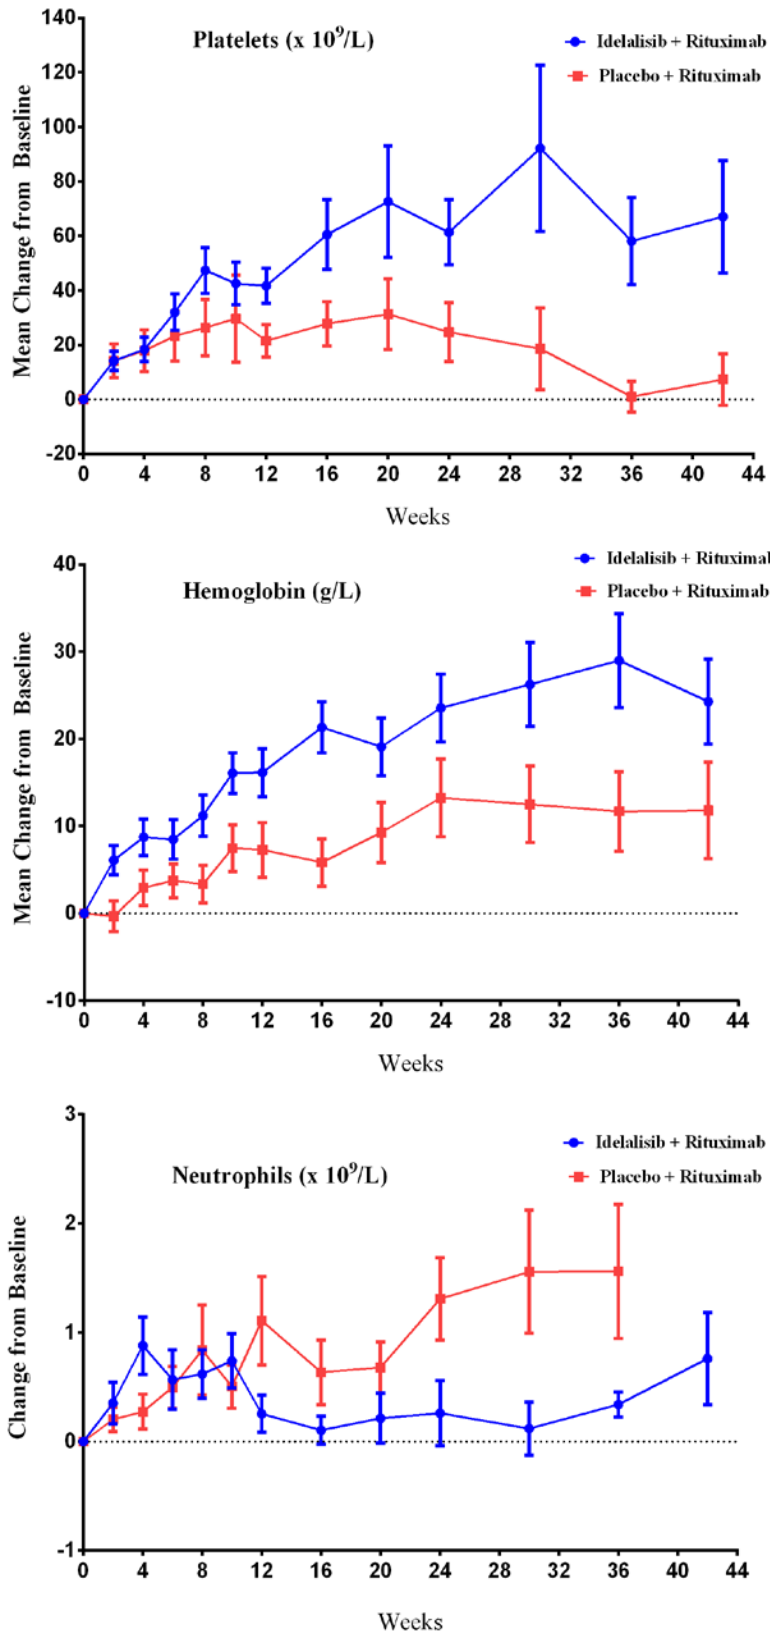 Platelets (x 10⁹/L)
Idelalisib + Rituximab
Placebo + Rituximab
Mean Change from Baseline
140
120
100
80
60
40
20
0
-20
0 4 8 12 16 20 24 28 32 36 40 44
Weeks
Hemoglobin (g/L)
Idelalisib + Rituximab
Placebo + Rituximab
Mean Change from Baseline
40
30
20
10
0
-10
0 4 8 12 16 20 24 28 32 36 40 44
Weeks
Neutrophils (x 10⁹/L)
Idelalisib + Rituximab
Placebo + Rituximab
Change from Baseline
3
2
1
0
-1
0 4 8 12 16 20 24 28 32 36 40 44
Weeks